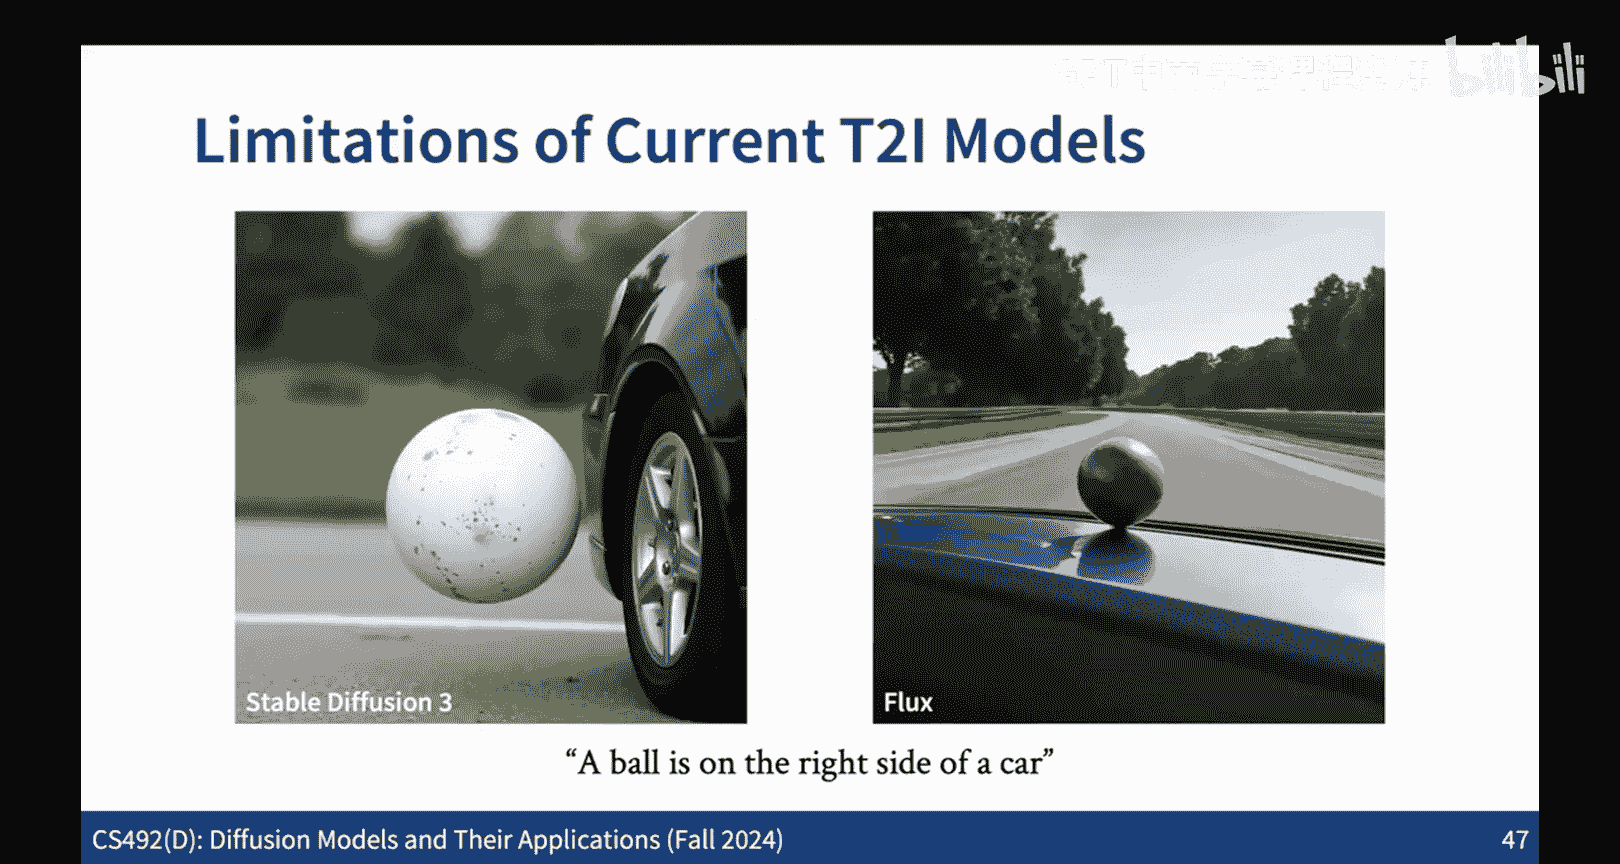 bilibili
Limitations of Current T2I Models
Stable Diffusion 3
Flux
“A ball is on the right side of a car”
CS492(D): Diffusion Models and Their Applications (Fall 2024)
47